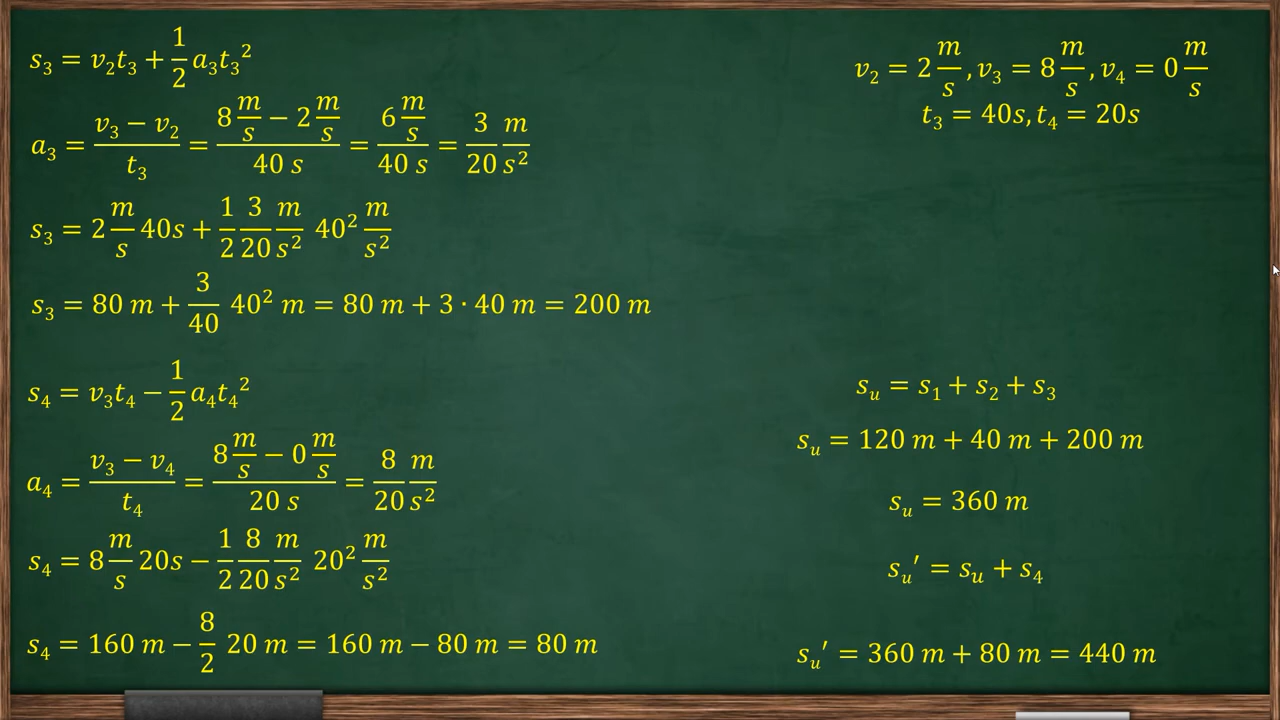 s₃ = v₂t₃ + 1/2 a₃t₃²
a₃ = (v₃ − v₂)/t₃ = (8 m/s − 2 m/s)/(40 s) = (6 m/s)/(40 s) = 3/20 m/s²
s₃ = 2 m/s 40s + 1/2 3/20 m/s² 40² m/s²
s₃ = 80 m + 3/40 40² m = 80 m + 3 · 40 m = 200 m
s₄ = v₃t₄ − 1/2 a₄t₄²
a₄ = (v₃ − v₄)/t₄ = (8 m/s − 0 m/s)/(20 s) = 8/20 m/s²
s₄ = 8 m/s 20s − 1/2 8/20 m/s² 20² m/s²
s₄ = 160 m − 8/2 20 m = 160 m − 80 m = 80 m
v₂ = 2 m/s, v₃ = 8 m/s, v₄ = 0 m/s
t₃ = 40s, t₄ = 20s
sᵤ = s₁ + s₂ + s₃
sᵤ = 120 m + 40 m + 200 m
sᵤ = 360 m
sᵤ′ = sᵤ + s₄
sᵤ′ = 360 m + 80 m = 440 m